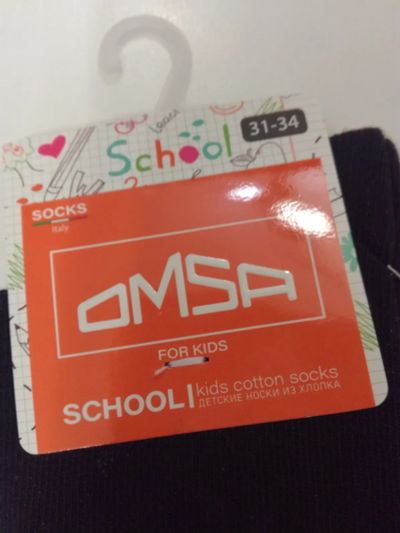 School
31-34
SOCKS
Italy
OMSA
FOR KIDS
SCHOOL| kids cotton socks
ДЕТСКИЕ НОСКИ ИЗ ХЛОПКА